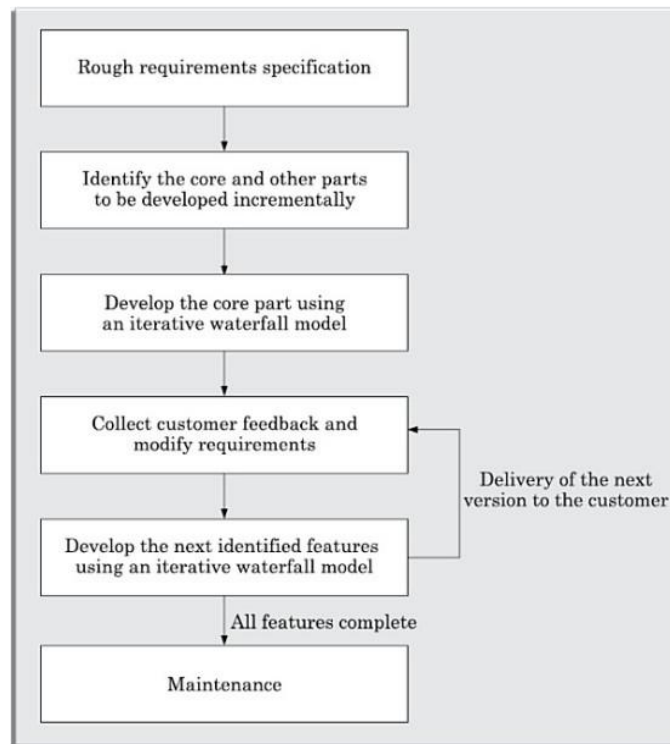 Rough requirements specification
Identify the core and other parts
to be developed incrementally
Develop the core part using
an iterative waterfall model
Collect customer feedback and
modify requirements
Delivery of the next
version to the customer
Develop the next identified features
using an iterative waterfall model
All features complete
Maintenance